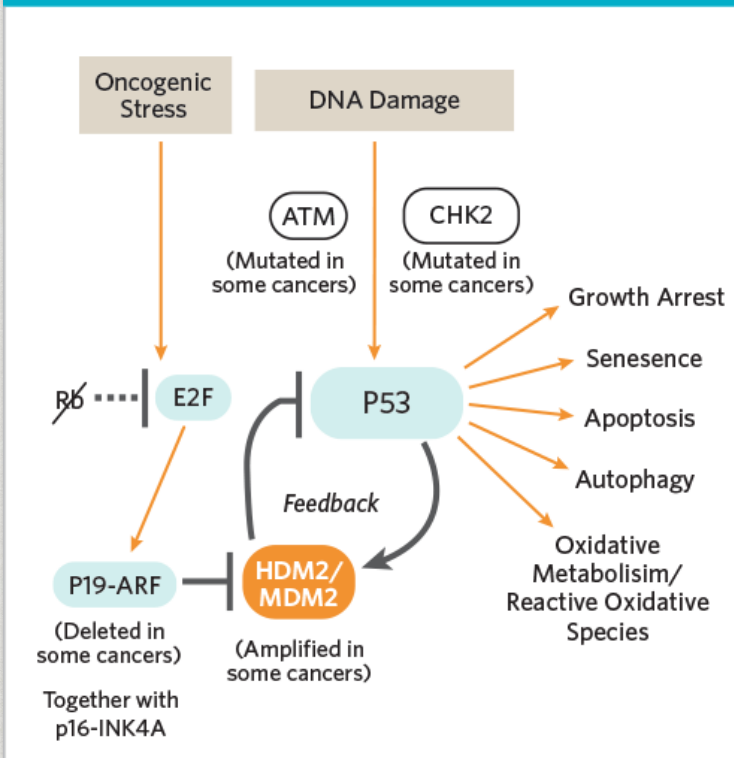 Oncogenic
Stress
DNA Damage
ATM
(Mutated in
some cancers)
CHK2
(Mutated in
some cancers)
Growth Arrest
Senesence
Apoptosis
Autophagy
Oxidative
Metabolisim/
Reactive Oxidative
Species
Rb
E2F
P53
Feedback
P19-ARF
(Deleted in
some cancers)
Together with
p16-INK4A
HDM2/
MDM2
(Amplified in
some cancers)